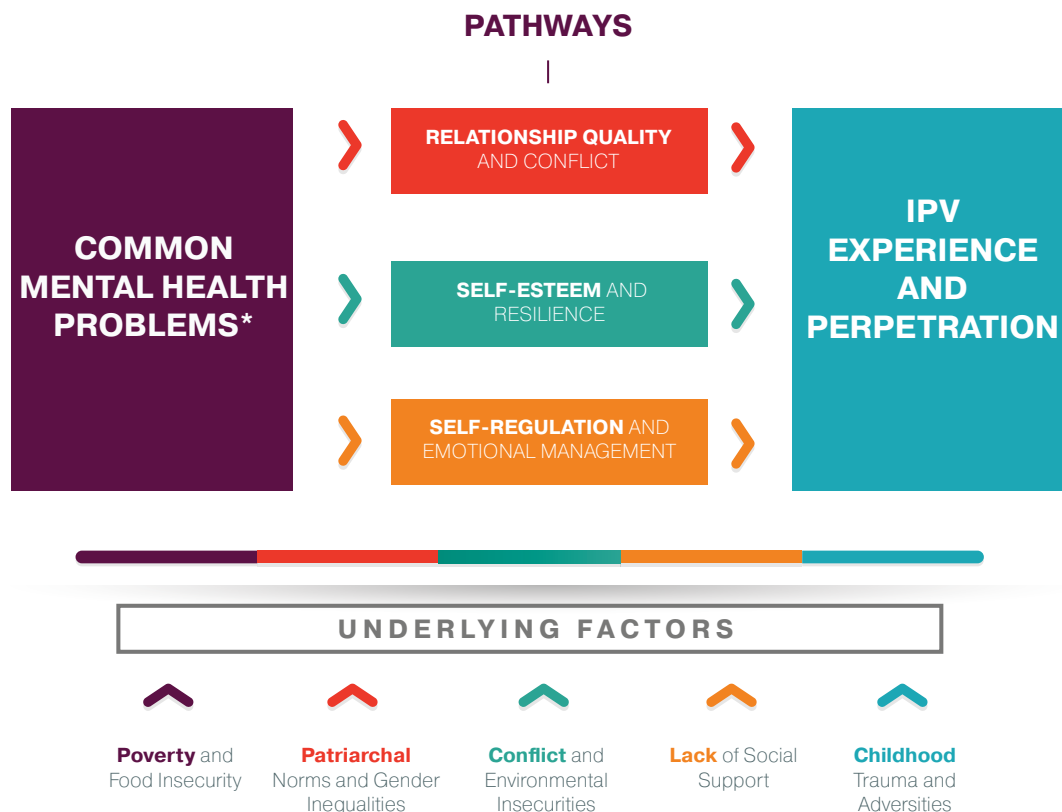 PATHWAYS
COMMON
MENTAL HEALTH
PROBLEMS*
RELATIONSHIP QUALITY
AND CONFLICT
SELF-ESTEEM AND
RESILIENCE
SELF-REGULATION AND
EMOTIONAL MANAGEMENT
IPV
EXPERIENCE
AND
PERPETRATION
UNDERLYING FACTORS
Poverty and
Food Insecurity
Patriarchal
Norms and Gender
Inequalities
Conflict and
Environmental
Insecurities
Lack of Social
Support
Childhood
Trauma and
Adversities